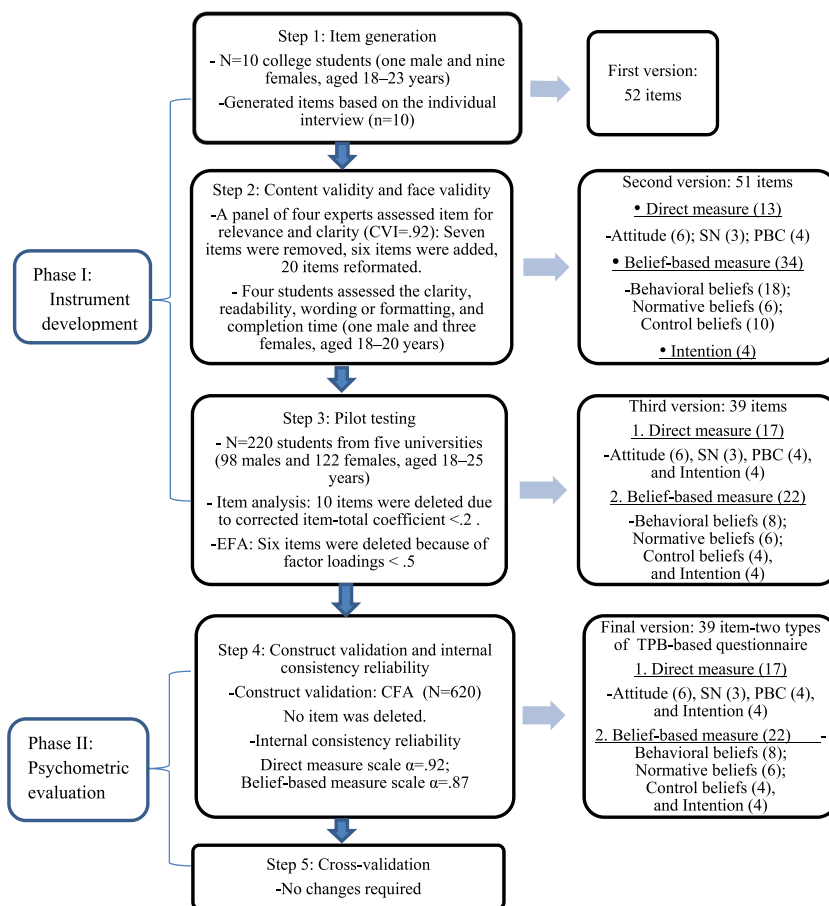 Step 1: Item generation
- N=10 college students (one male and nine
females, aged 18–23 years)
-Generated items based on the individual
interview (n=10)
First version:
52 items
Phase I:
Instrument
development
Step 2: Content validity and face validity
-A panel of four experts assessed item for
relevance and clarity (CVI=.92): Seven
items were removed, six items were added,
20 items reformated.
-Four students assessed the clarity,
readability, wording or formatting, and
completion time (one male and three
females, aged 18–20 years)
Second version: 51 items
• Direct measure (13)
-Attitude (6); SN (3); PBC (4)
• Belief-based measure (34)
-Behavioral beliefs (18);
Normative beliefs (6);
Control beliefs (10)
• Intention (4)
Step 3: Pilot testing
- N=220 students from five universities
(98 males and 122 females, aged 18–25
years)
-Item analysis: 10 items were deleted due
to corrected item-total coefficient <.2 .
-EFA: Six items were deleted because of
factor loadings < .5
Third version: 39 items
1. Direct measure (17)
-Attitude (6), SN (3), PBC (4),
and Intention (4)
2. Belief-based measure (22)
-Behavioral beliefs (8);
Normative beliefs (6);
Control beliefs (4),
and Intention (4)
Phase II:
Psychometric
evaluation
Step 4: Construct validation and internal
consistency reliability
-Construct validation: CFA (N=620)
No item was deleted.
-Internal consistency reliability
Direct measure scale α=.92;
Belief-based measure scale α=.87
Final version: 39 item-two types
of TPB-based questionnaire
1. Direct measure (17)
-Attitude (6), SN (3), PBC (4),
and Intention (4)
2. Belief-based measure (22) -
Behavioral beliefs (8);
Normative beliefs (6);
Control beliefs (4),
and Intention (4)
Step 5: Cross-validation
-No changes required